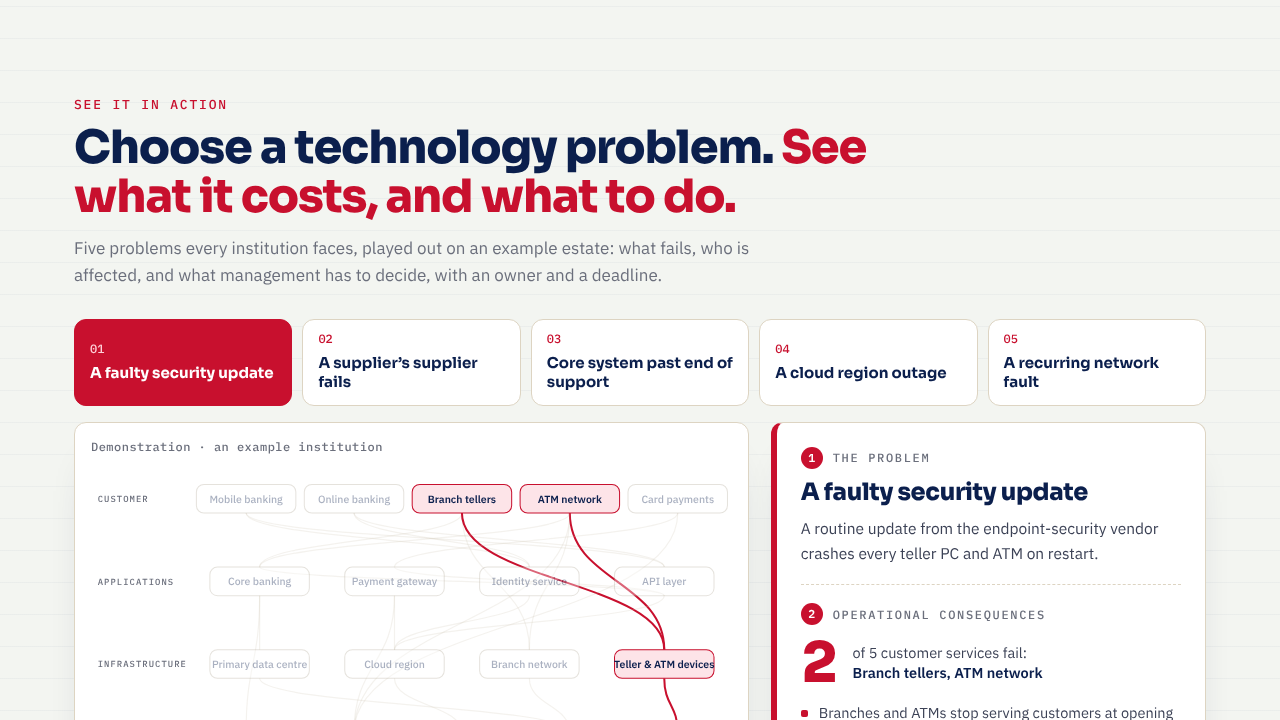 SEE IT IN ACTION
Choose a technology problem. See
what it costs, and what to do.
Five problems every institution faces, played out on an example estate: what fails, who is
affected, and what management has to decide, with an owner and a deadline.
01
A faulty security update
02
A supplier’s supplier
fails
03
Core system past end of
support
04
A cloud region outage
05
A recurring network
fault
Demonstration · an example institution
CUSTOMER
Mobile banking
Online banking
Branch tellers
ATM network
Card payments
APPLICATIONS
Core banking
Payment gateway
Identity service
API layer
INFRASTRUCTURE
Primary data centre
Cloud region
Branch network
Teller & ATM devices
1 THE PROBLEM
A faulty security update
A routine update from the endpoint-security vendor
crashes every teller PC and ATM on restart.
2 OPERATIONAL CONSEQUENCES
2
of 5 customer services fail:
Branch tellers, ATM network
Branches and ATMs stop serving customers at opening